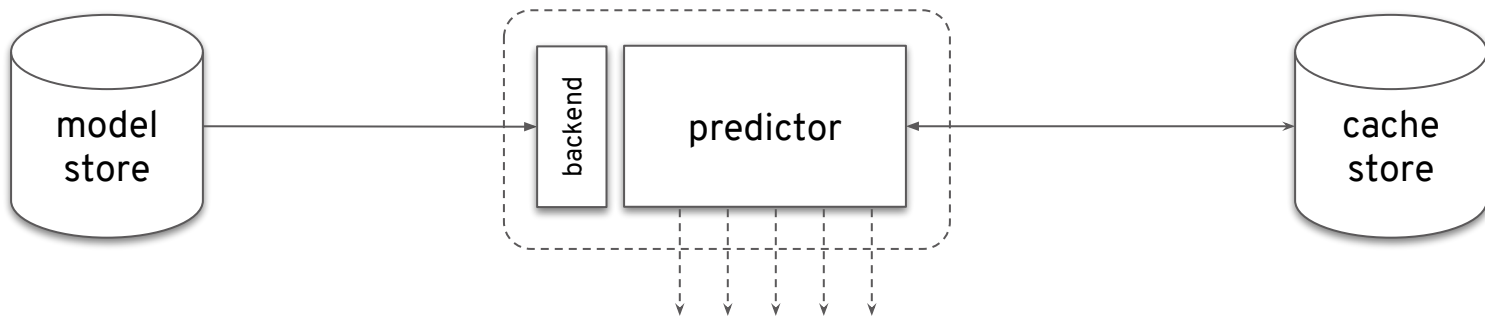 model
store
backend
predictor
cache
store